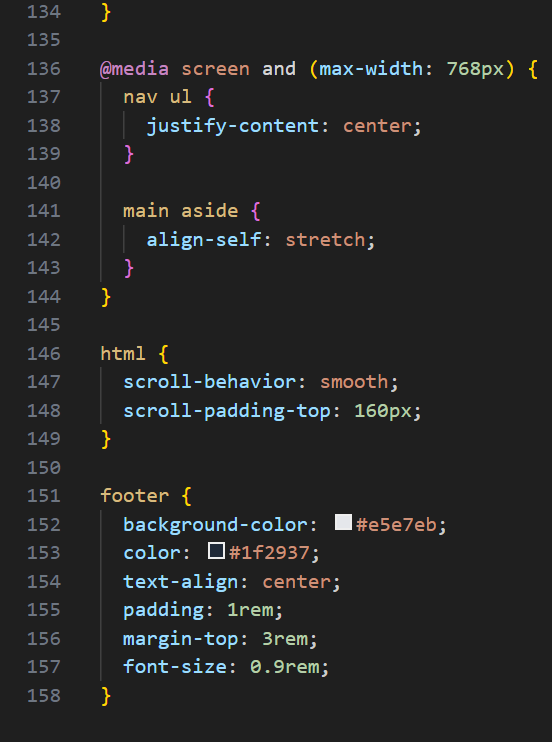 134 }
135
136 @media screen and (max-width: 768px) {
137 nav ul {
138 justify-content: center;
139 }
140
141 main aside {
142 align-self: stretch;
143 }
144 }
145
146 html {
147 scroll-behavior: smooth;
148 scroll-padding-top: 160px;
149 }
150
151 footer {
152 background-color: #e5e7eb;
153 color: #1f2937;
154 text-align: center;
155 padding: 1rem;
156 margin-top: 3rem;
157 font-size: 0.9rem;
158 }